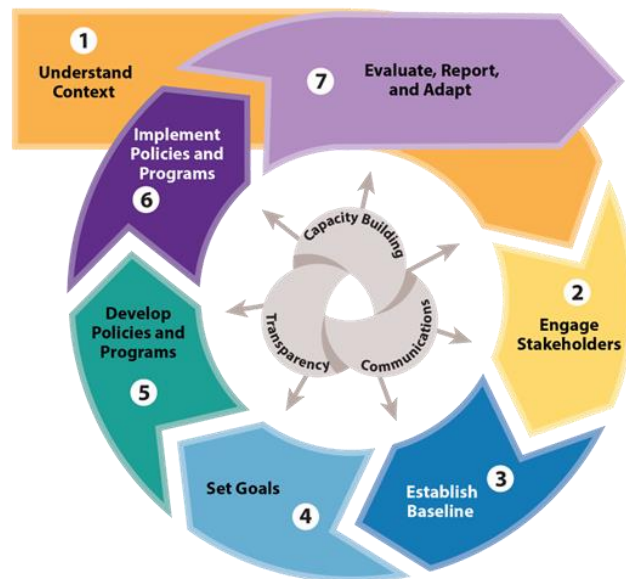 1
Understand
Context
7
Evaluate, Report,
and Adapt
Implement
Policies and
Programs
6
2
Engage
Stakeholders
3
Establish
Baseline
Set Goals
4
Develop
Policies and
Programs
5
Capacity Building
Transparency
Communications